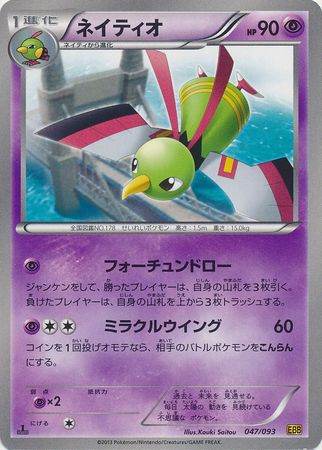 1進化
ネイティオ
HP90
ネイティから進化
全国図鑑NO.178 せいれいポケモン 高さ：1.5m 重さ：15.0kg
フォーチュンドロー
ジャンケンをして、勝ったプレイヤーは、自身の山札を3枚引く。
負けたプレイヤーは、自身の山札を上から3枚トラッシュする。
ミラクルウイング 60
コインを1回投げオモテなら、相手のバトルポケモンをこんらん
にする。
弱点 抵抗力
×2
過去と 未来を 見通せる。
毎日 太陽の 動きを 観続けている
不思議な ポケモン。
にげる
Illus.Kouki Saitou
047/093
EBB
©2013 Pokémon/Nintendo/Creatures/GAME FREAK.